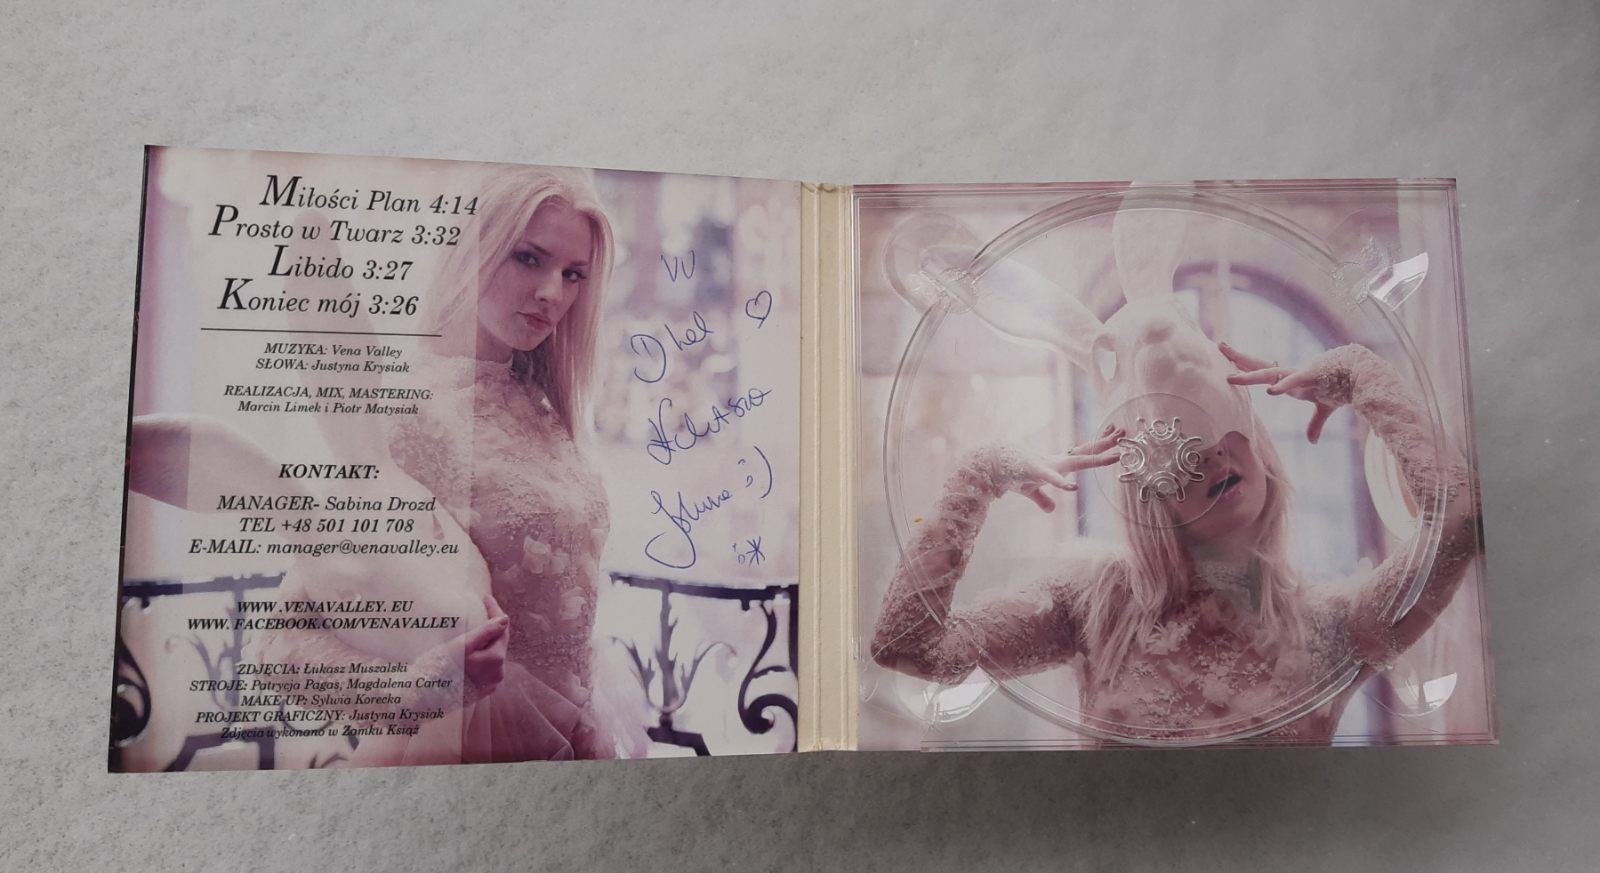 Miłości Plan 4:14
Prosto w Twarz 3:32
Libido 3:27
Koniec mój 3:26
MUZYKA: Vena Valley
SŁOWA: Justyna Krysiak
REALIZACJA, MIX, MASTERING:
Marcin Limek i Piotr Matysiak
KONTAKT:
MANAGER- Sabina Drozd
TEL +48 501 101 708
E-MAIL: manager@venavalley.eu
WWW.VENAVALLEY.EU
WWW.FACEBOOK.COM/VENAVALLEY
ZDJĘCIA: Łukasz Muszalski
STROJE: Patrycja Pagas, Magdalena Carter
MAKE UP: Sylwia Korecka
PROJEKT GRAFICZNY: Justyna Krysiak
Zdjęcia wykonano w Zamku Książ